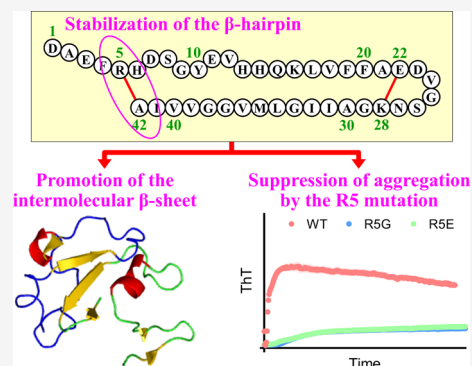 Stabilization of the β-hairpin
1 5 10 20 22
D A E F R H D S G Y E V H H Q K L V F F A E D V
A I V V G G V M L G I I A G K N S G
42 40 30 28
Promotion of the
intermolecular β-sheet
Suppression of aggregation
by the R5 mutation
WT R5G R5E
ThT
Time